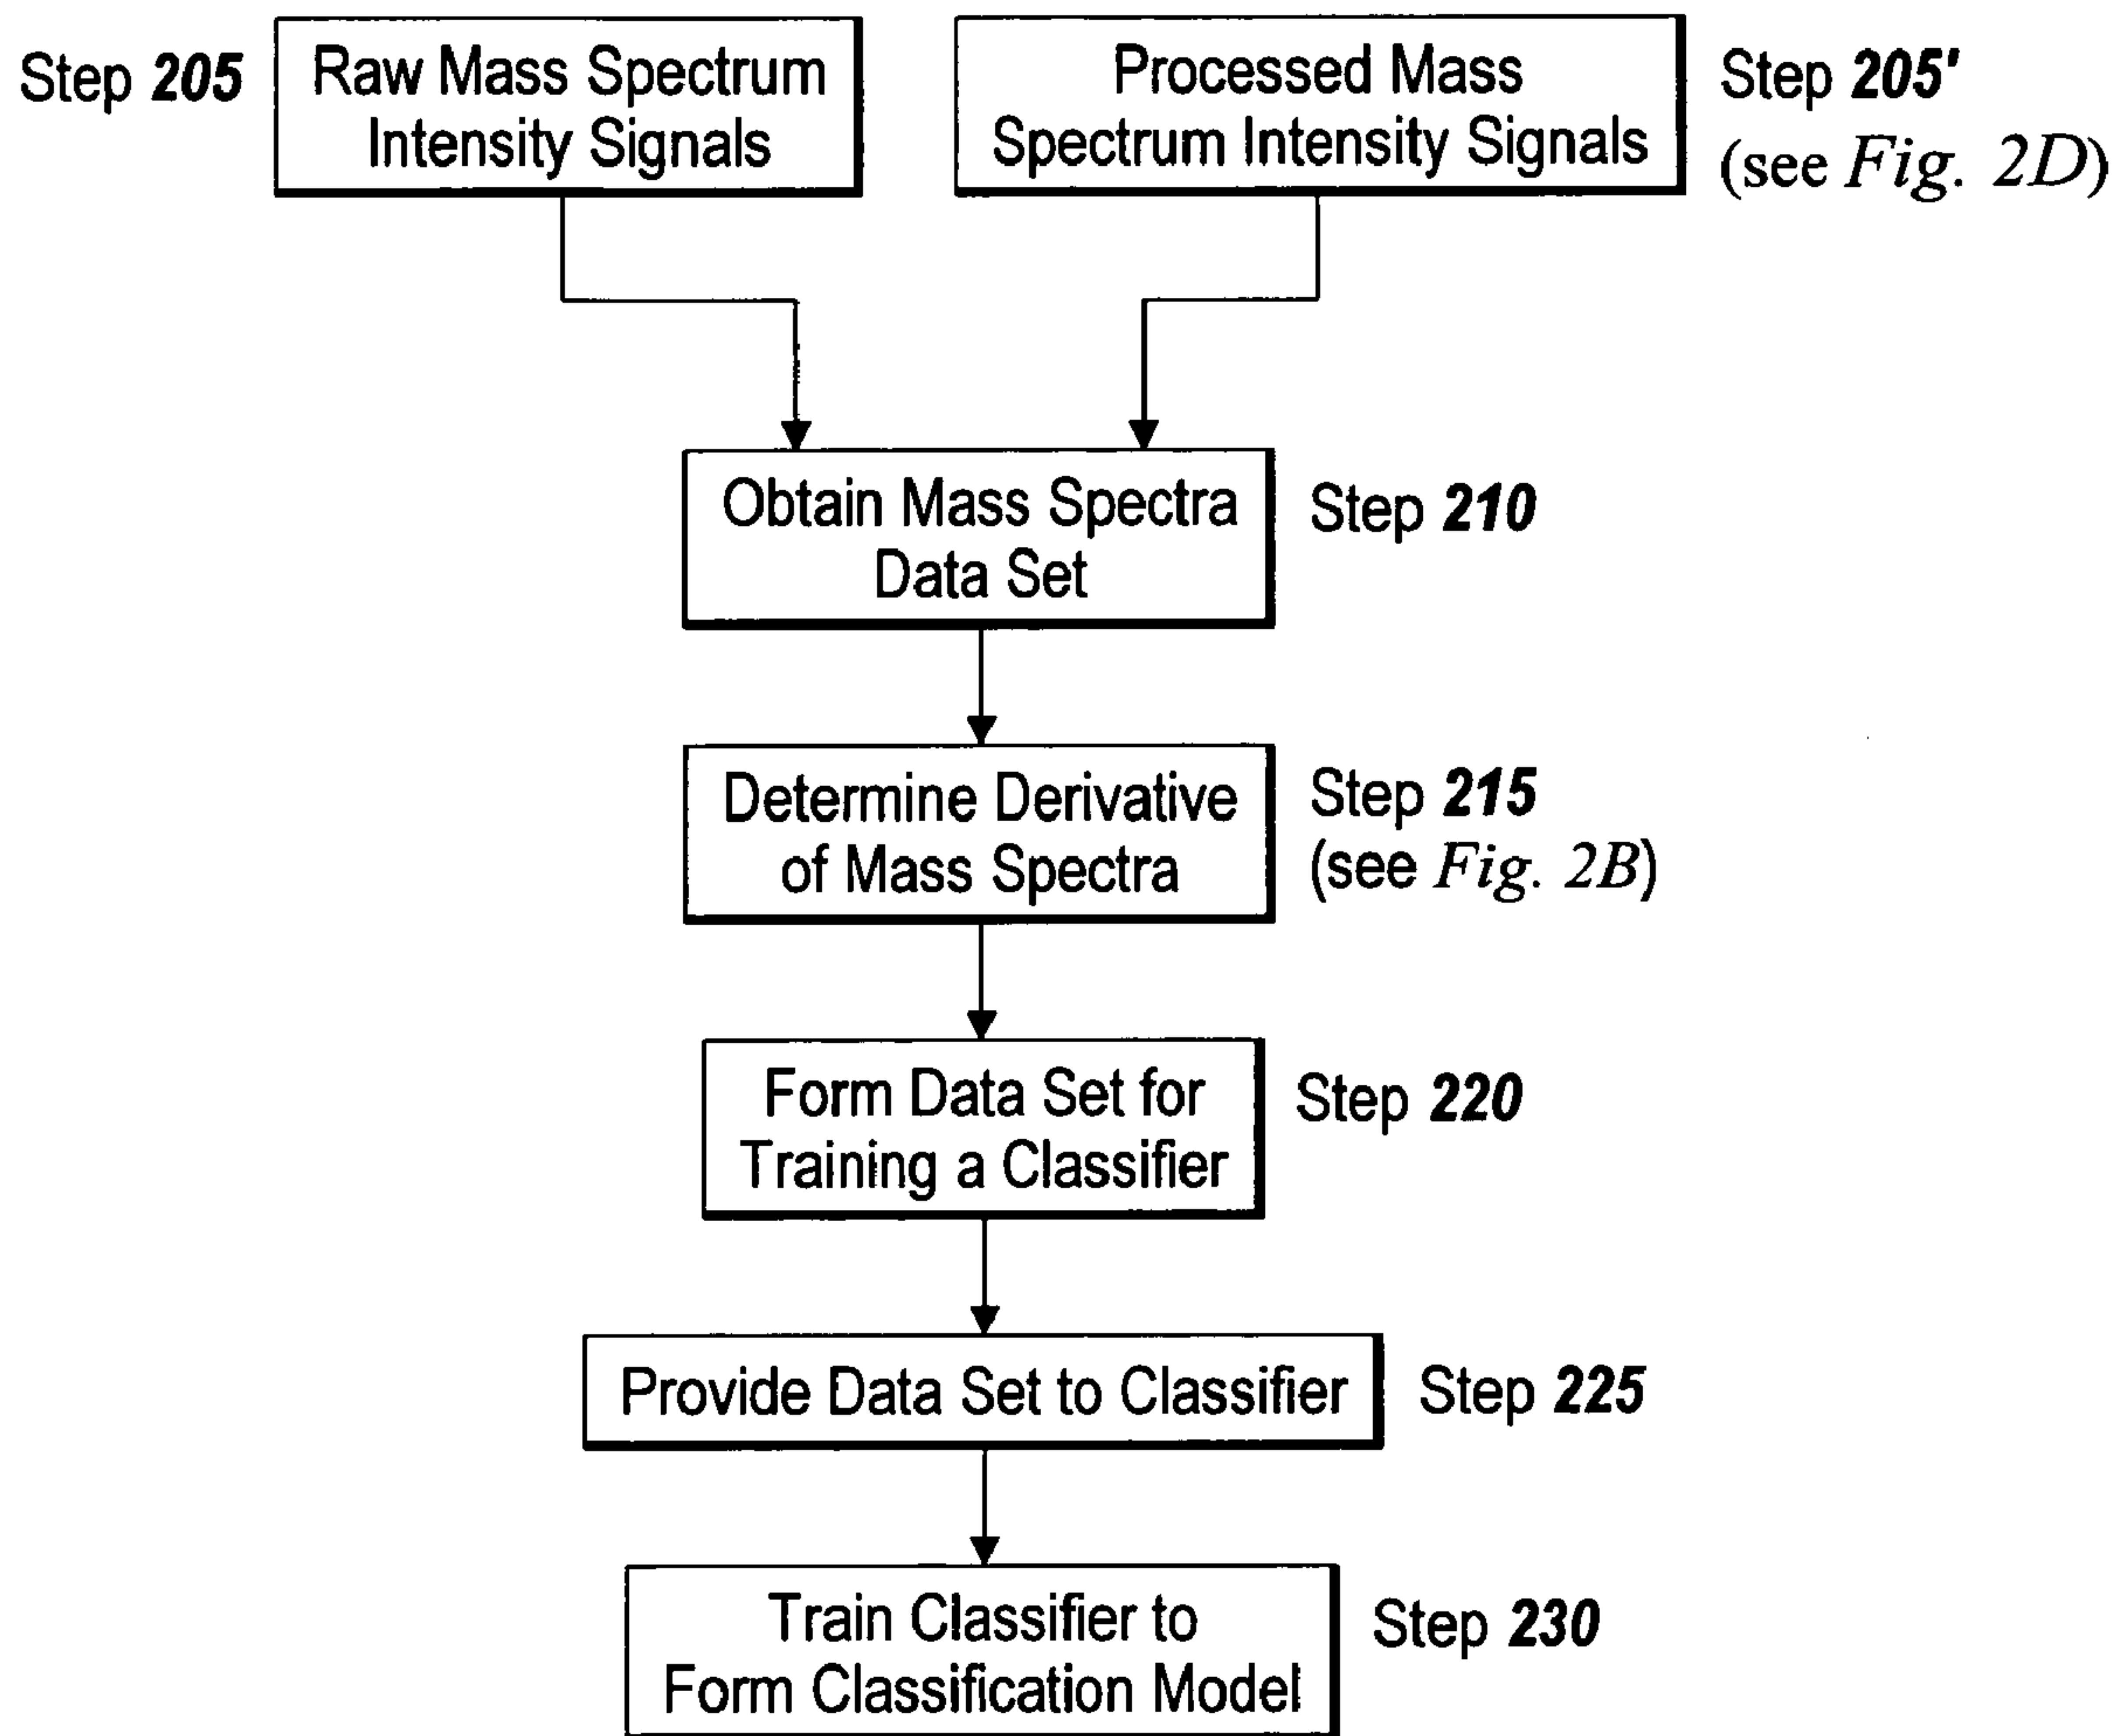 Step 205
Raw Mass Spectrum
Intensity Signals
Processed Mass
Spectrum Intensity Signals
Step 205'
(see Fig. 2D)
Obtain Mass Spectra
Data Set
Step 210
Determine Derivative
of Mass Spectra
Step 215
(see Fig. 2B)
Form Data Set for
Training a Classifier
Step 220
Provide Data Set to Classifier
Step 225
Train Classifier to
Form Classification Model
Step 230